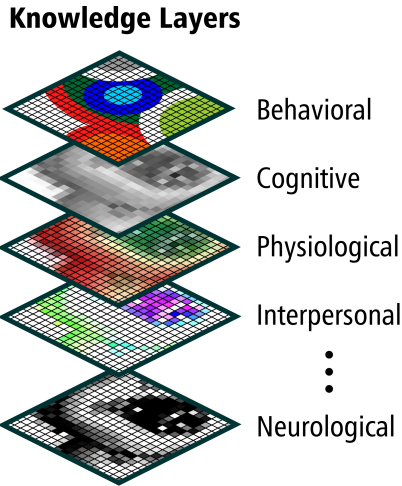 Knowledge Layers
Behavioral
Cognitive
Physiological
Interpersonal
Neurological